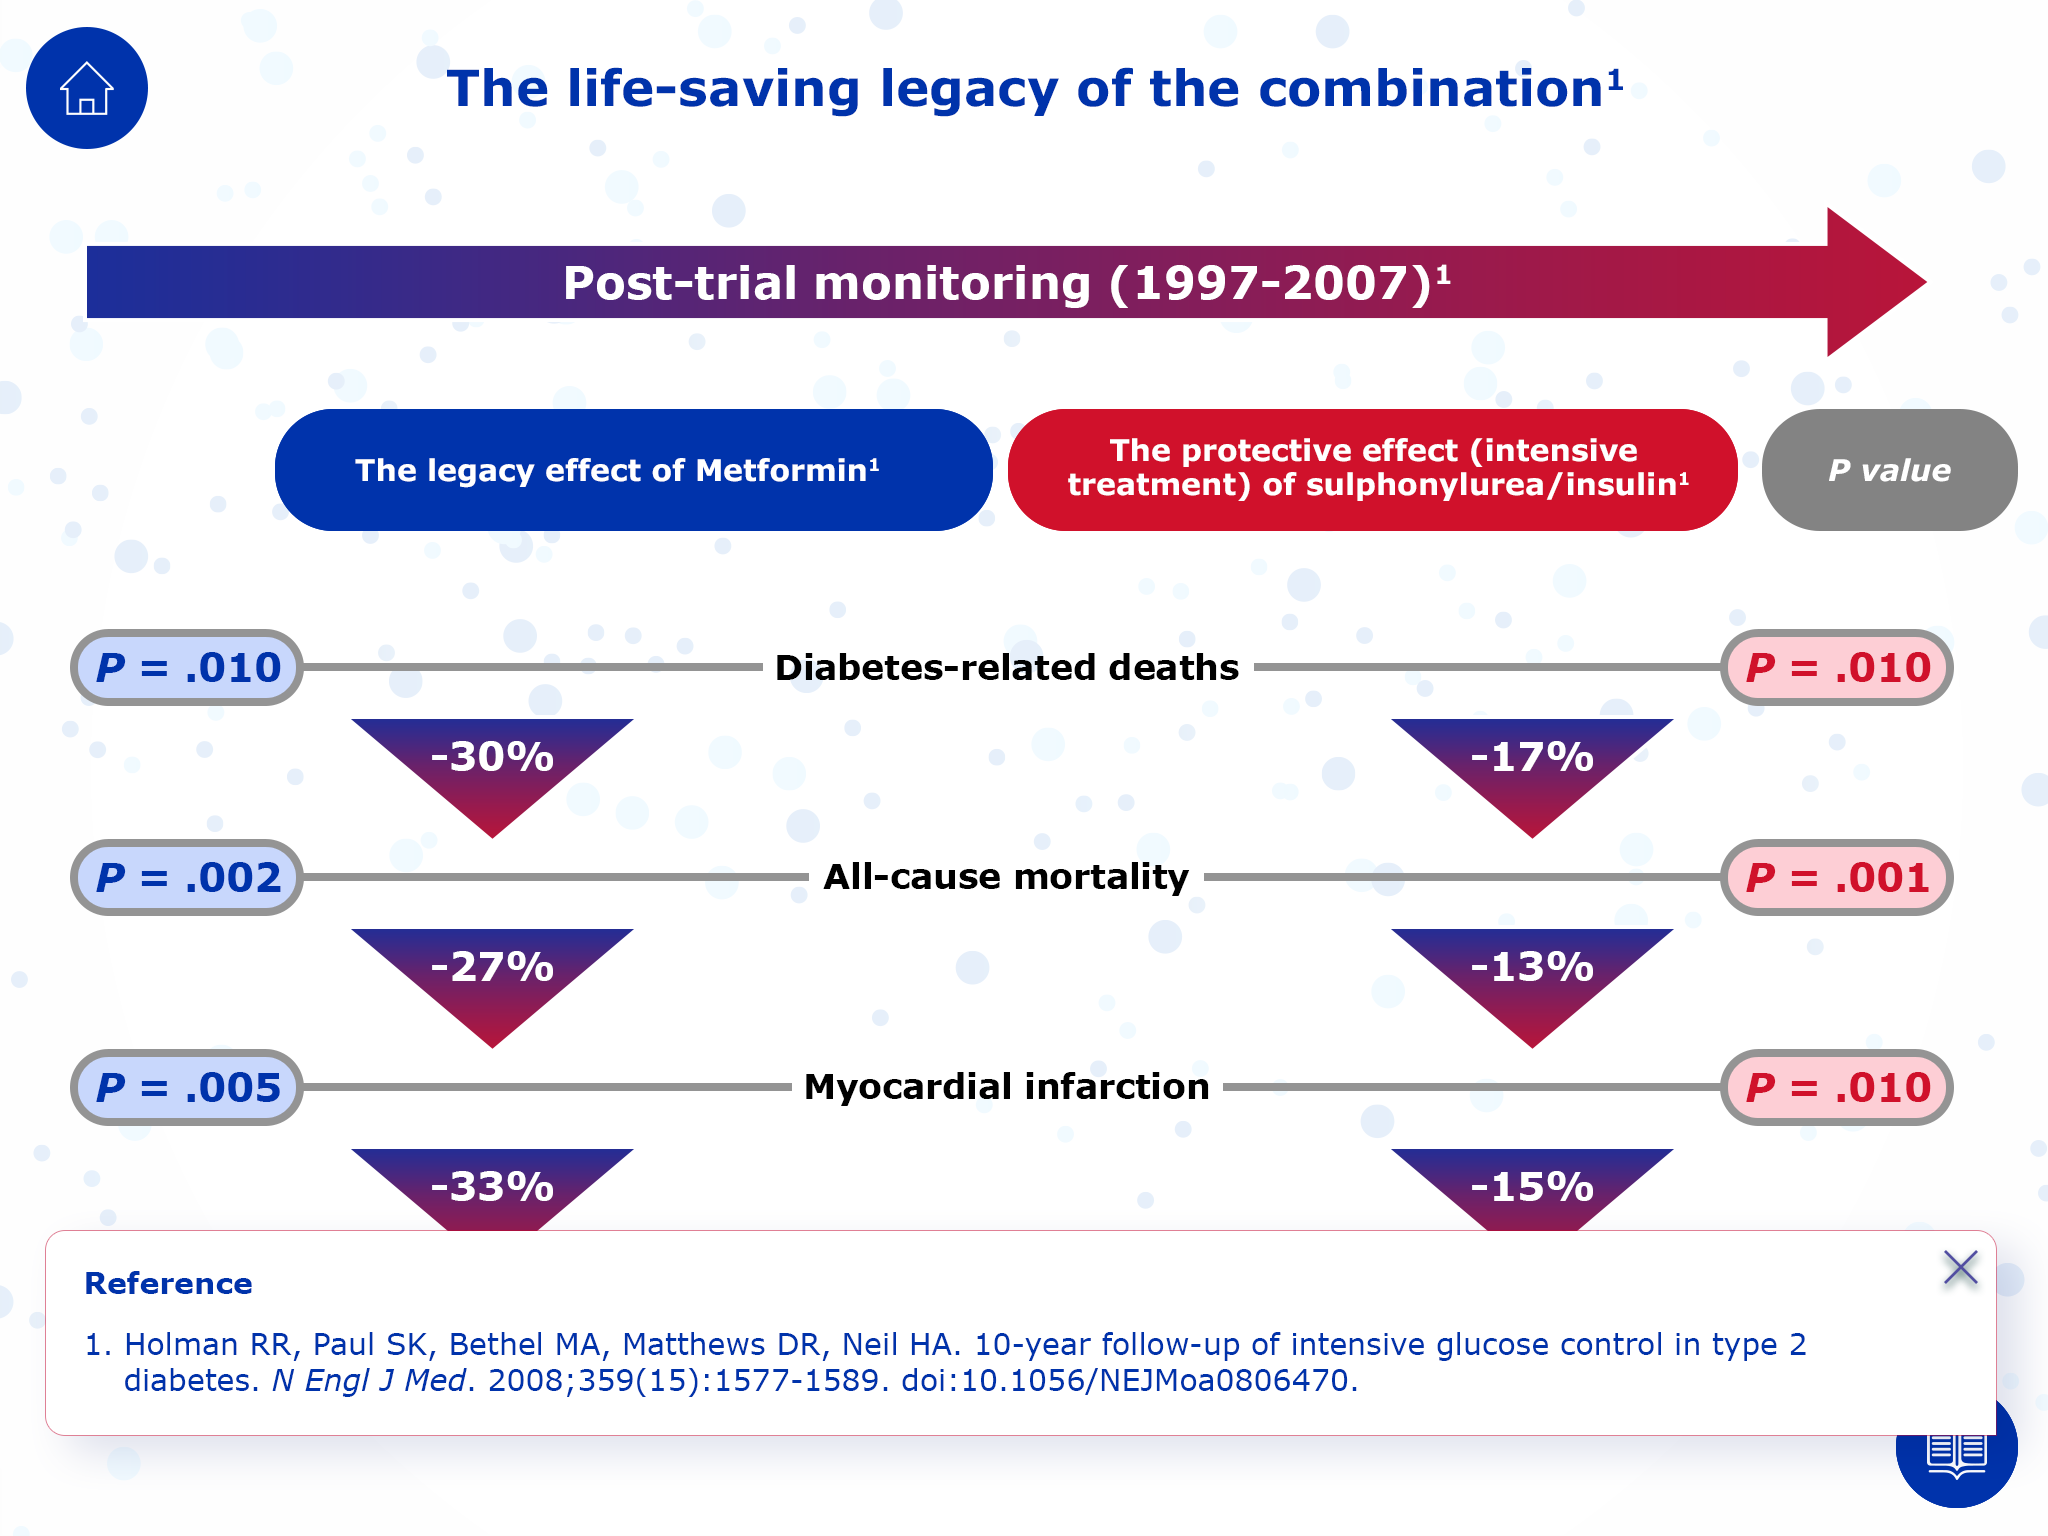 The life-saving legacy of the combination¹
Post-trial monitoring (1997-2007)¹
The legacy effect of Metformin¹
The protective effect (intensive
treatment) of sulphonylurea/insulin¹
P value
P = .010
Diabetes-related deaths
P = .010
-30%
-17%
P = .002
All-cause mortality
P = .001
-27%
-13%
P = .005
Myocardial infarction
P = .010
-33%
-15%
Reference
1. Holman RR, Paul SK, Bethel MA, Matthews DR, Neil HA. 10-year follow-up of intensive glucose control in type 2
diabetes. N Engl J Med. 2008;359(15):1577-1589. doi:10.1056/NEJMoa0806470.